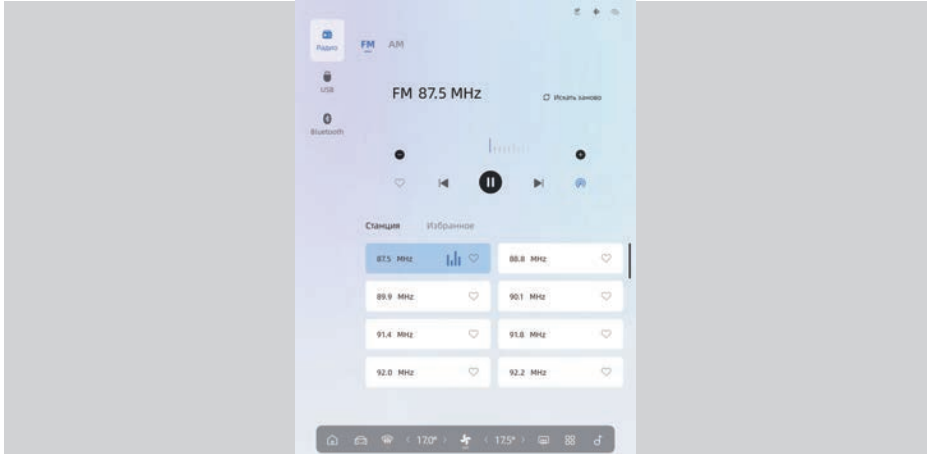 Радио
FM AM
USB
FM 87.5 MHz
Искать заново
Bluetooth
Станция Избранное
87.5 MHz 88.8 MHz
89.9 MHz 90.1 MHz
91.4 MHz 91.6 MHz
92.0 MHz 92.2 MHz
17.0° 17.5°